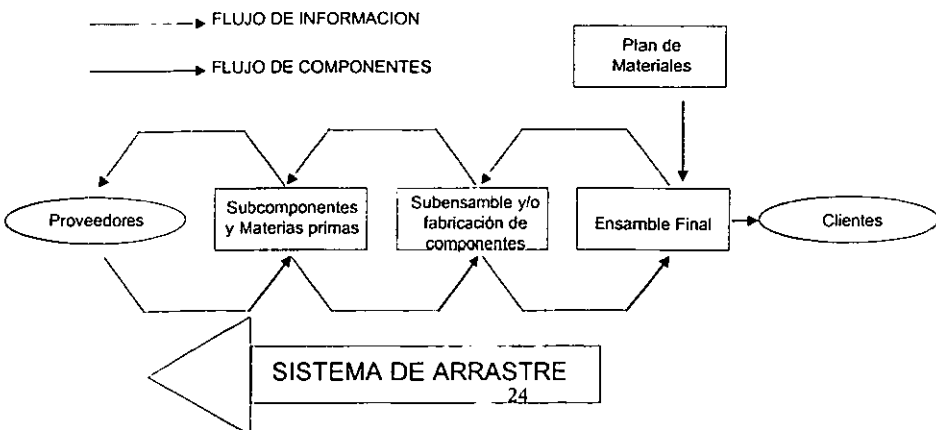 FLUJO DE INFORMACION
FLUJO DE COMPONENTES
Plan de
Materiales
Proveedores
Subcomponentes
y Materias primas
Subensamble y/o
fabricación de
componentes
Ensamble Final
Clientes
SISTEMA DE ARRASTRE
24